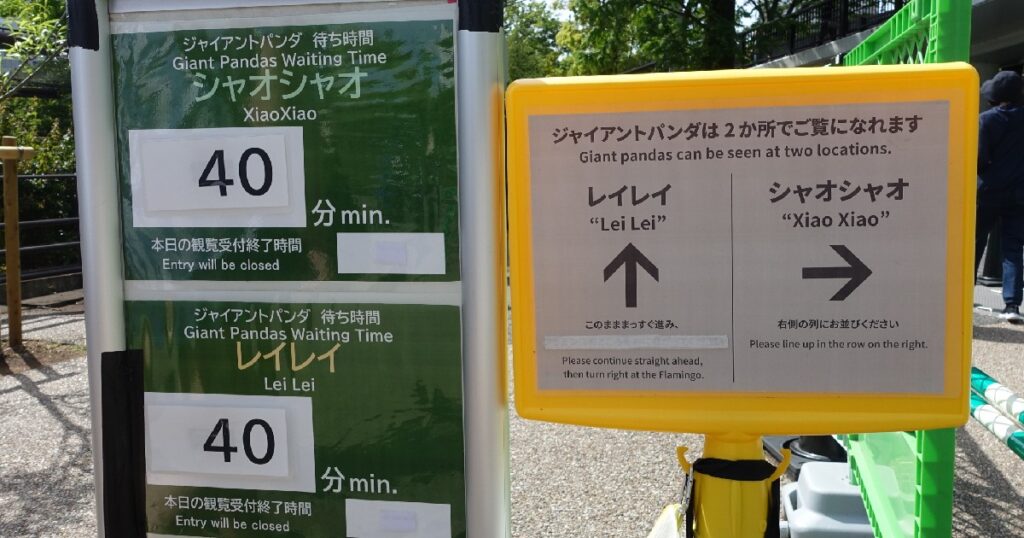 ジャイアントパンダ 待ち時間
Giant Pandas Waiting Time
シャオシャオ
XiaoXiao
40
分 min.
本日の観覧受付終了時間
Entry will be closed
ジャイアントパンダ 待ち時間
Giant Pandas Waiting Time
レイレイ
Lei Lei
40
分 min.
本日の観覧受付終了時間
Entry will be closed
ジャイアントパンダは2か所でご覧になれます
Giant pandas can be seen at two locations.
レイレイ
“Lei Lei”
このまままっすぐ進み、
Please continue straight ahead,
then turn right at the Flamingo.
シャオシャオ
“Xiao Xiao”
右側の列にお並びください
Please line up in the row on the right.